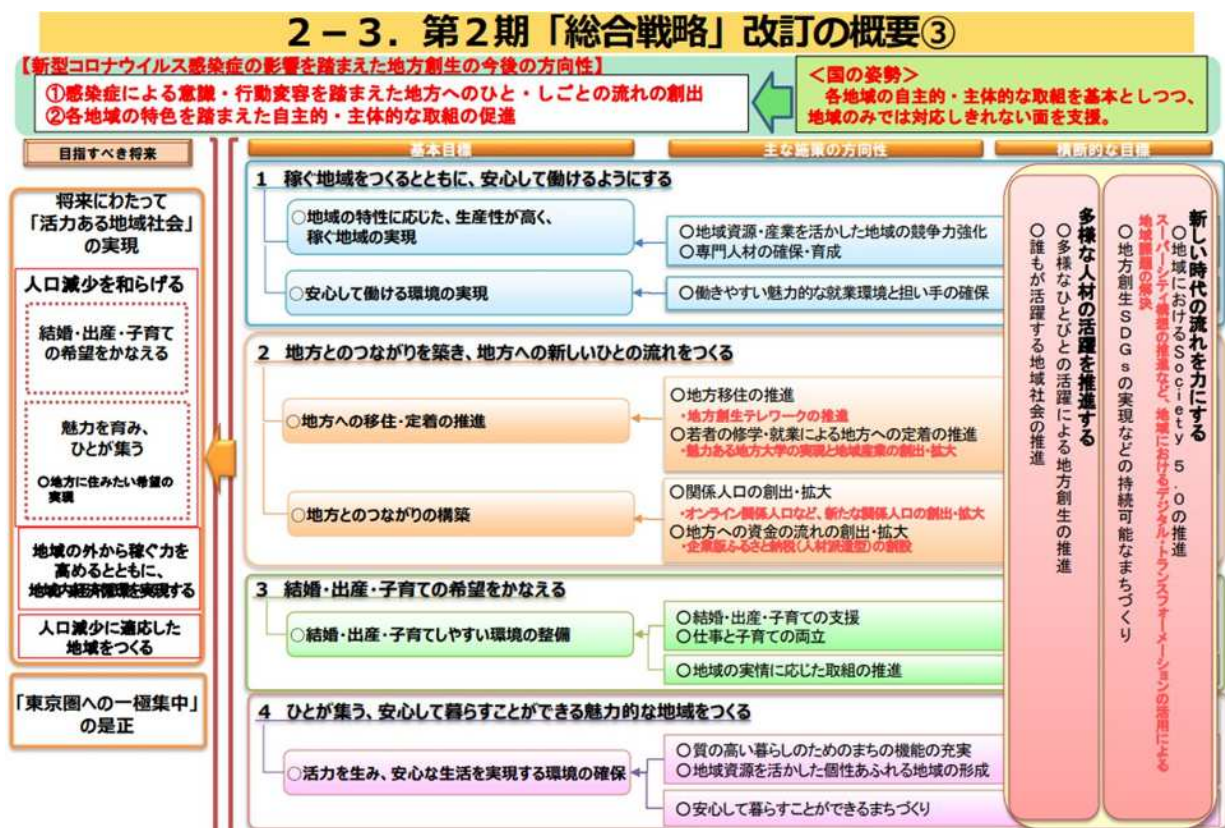 ２－３．第２期「総合戦略」改訂の概要③
【新型コロナウイルス感染症の影響を踏まえた地方創生の今後の方向性】
①感染症による意識・行動変容を踏まえた地方へのひと・しごとの流れの創出
②各地域の特色を踏まえた自主的・主体的な取組の促進
＜国の姿勢＞
各地域の自主的・主体的な取組を基本としつつ、
地域のみでは対応しきれない面を支援。
目指すべき将来
将来にわたって
「活力ある地域社会」
の実現
人口減少を和らげる
結婚・出産・子育て
の希望をかなえる
魅力を育み、
ひとが集う
○地方に住みたい希望の
実現
地域の外から稼ぐ力を
高めるとともに、
地域内経済循環を実現する
人口減少に適応した
地域をつくる
「東京圏への一極集中」
の是正
基本目標
主な施策の方向性
横断的な目標
１ 稼ぐ地域をつくるとともに、安心して働けるようにする
○地域の特性に応じた、生産性が高く、
稼ぐ地域の実現
○地域資源・産業を活かした地域の競争力強化
○専門人材の確保・育成
○安心して働ける環境の実現
○働きやすい魅力的な就業環境と担い手の確保
２ 地方とのつながりを築き、地方への新しいひとの流れをつくる
○地方への移住・定着の推進
○地方移住の推進
・地方創生テレワークの推進
○若者の修学・就業による地方への定着の推進
・魅力ある地方大学の実現と地域産業の創出・拡大
○地方とのつながりの構築
○関係人口の創出・拡大
・オンライン関係人口など、新たな関係人口の創出・拡大
○地方への資金の流れの創出・拡大
・企業版ふるさと納税（人材派遣型）の創設
３ 結婚・出産・子育ての希望をかなえる
○結婚・出産・子育てしやすい環境の整備
○結婚・出産・子育ての支援
○仕事と子育ての両立
○地域の実情に応じた取組の推進
４ ひとが集う、安心して暮らすことができる魅力的な地域をつくる
○活力を生み、安心な生活を実現する環境の確保
○質の高い暮らしのためのまちの機能の充実
○地域資源を活かした個性あふれる地域の形成
○安心して暮らすことができるまちづくり
新しい時代の流れを力にする
○地域におけるSociety 5.0の推進
スーパーシティ構想の推進など、地域におけるデジタル・トランスフォーメーションの活用による
地域課題の解決
○地方創生SDGsの実現などの持続可能なまちづくり
多様な人材の活躍を推進する
○多様なひとびとの活躍による地方創生の推進
○誰もが活躍する地域社会の推進